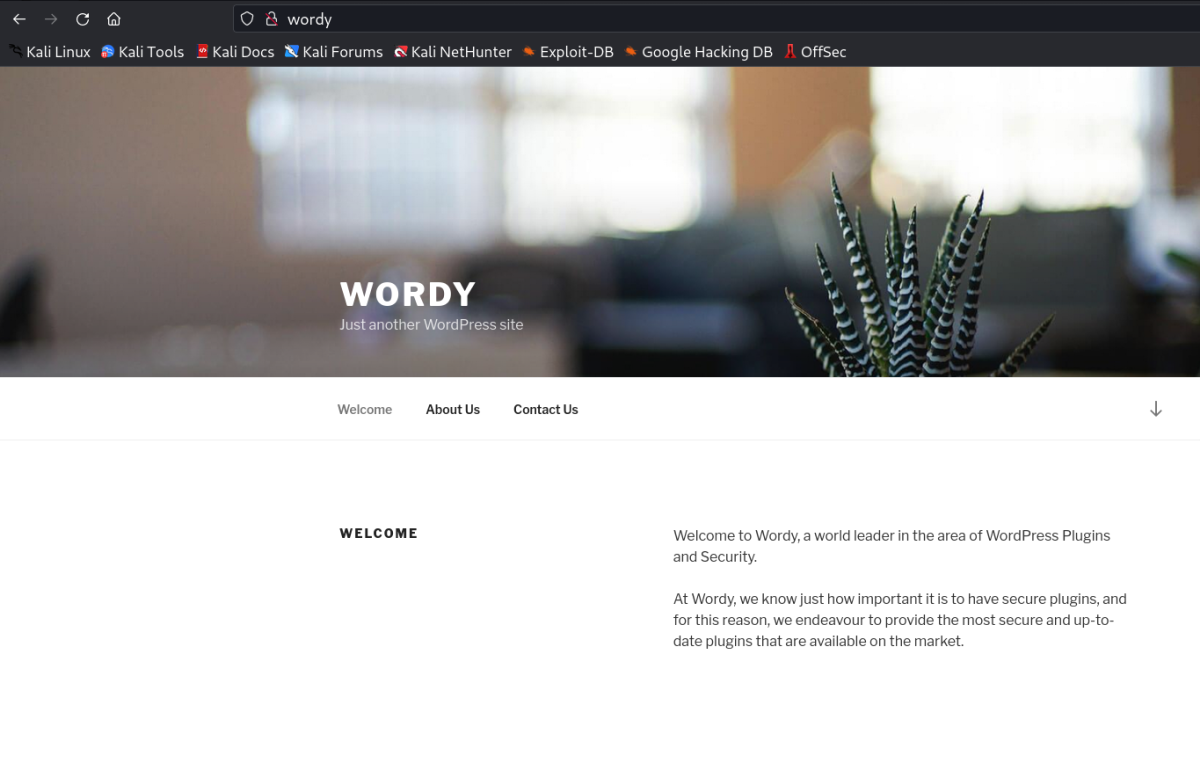 wordy
Kali Linux Kali Tools Kali Docs Kali Forums Kali NetHunter Exploit-DB Google Hacking DB OffSec
WORDY
Just another WordPress site
Welcome About Us Contact Us
WELCOME
Welcome to Wordy, a world leader in the area of WordPress Plugins
and Security.
At Wordy, we know just how important it is to have secure plugins, and
for this reason, we endeavour to provide the most secure and up-to-
date plugins that are available on the market.